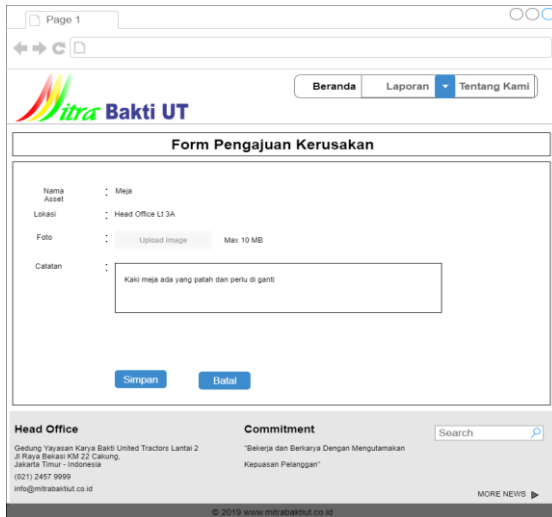 Page 1
Mitra Bakti UT
Beranda Laporan Tentang Kami
Form Pengajuan Kerusakan
Nama Asset : Meja
Lokasi : Head Office Lt 3A
Foto : Upload Image Max 10 MB
Catatan : Kaki meja ada yang patah dan perlu di ganti
Simpan Batal
Head Office
Gedung Yayasan Karya Bakti United Tractors Lantai 2
Jl Raya Bekasi KM 22 Cakung,
Jakarta Timur - Indonesia
(021) 2457 9999
info@mitrabaktiut.co.id
Commitment
"Bekerja dan Berkarya Dengan Mengutamakan
Kepuasan Pelanggan"
Search
MORE NEWS
© 2019 www.mitrabaktiut.co.id